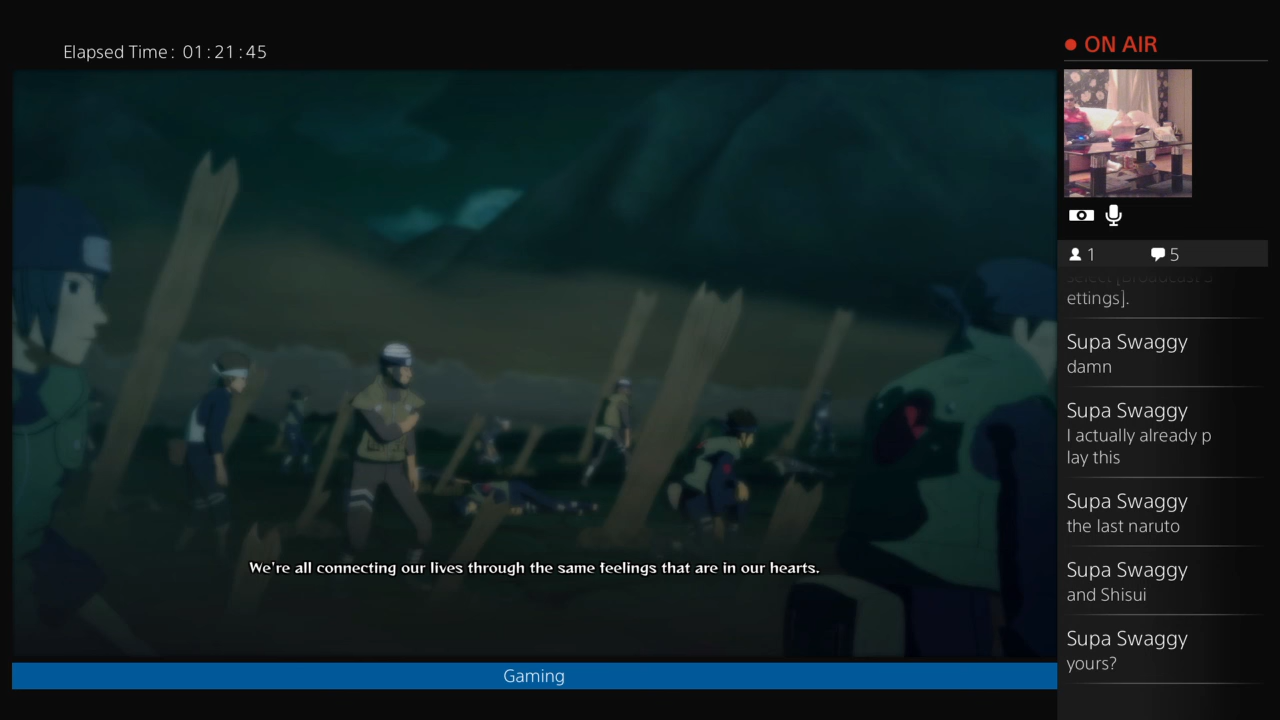 Elapsed Time: 01:21:45
ON AIR
1
5
ettings].
Supa Swaggy
damn
Supa Swaggy
I actually already p
lay this
Supa Swaggy
the last naruto
Supa Swaggy
and Shisui
Supa Swaggy
yours?
We're all connecting our lives through the same feelings that are in our hearts.
Gaming